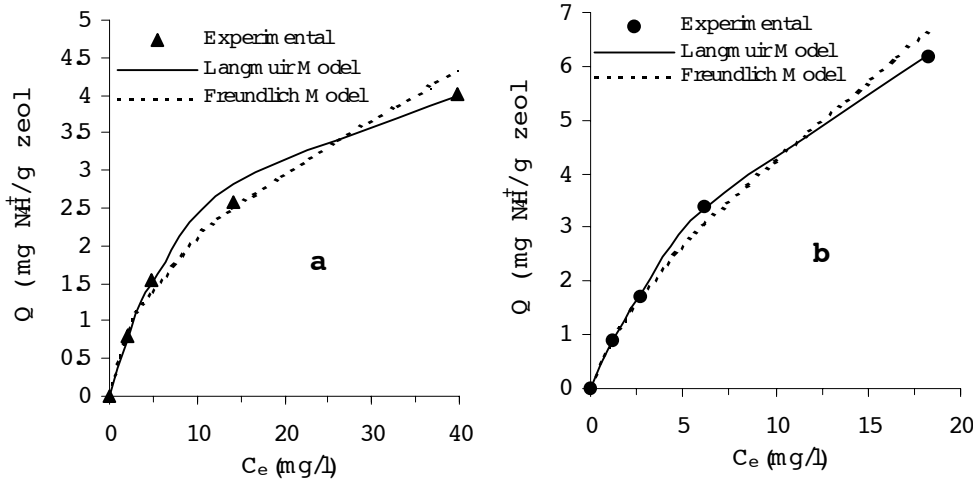 Experimental
Langmuir Model
Freundlich Model
Q (mg NH4+/g zeol
5
4.5
4
3.5
3
2.5
2
1.5
1
0.5
0
a
0 10 20 30 40
Ce (mg/l)
Experimental
Langmuir Model
Freundlich Model
Q (mg NH4+/g zeol
7
6
5
4
3
2
1
0
b
0 5 10 15 20
Ce (mg/l)